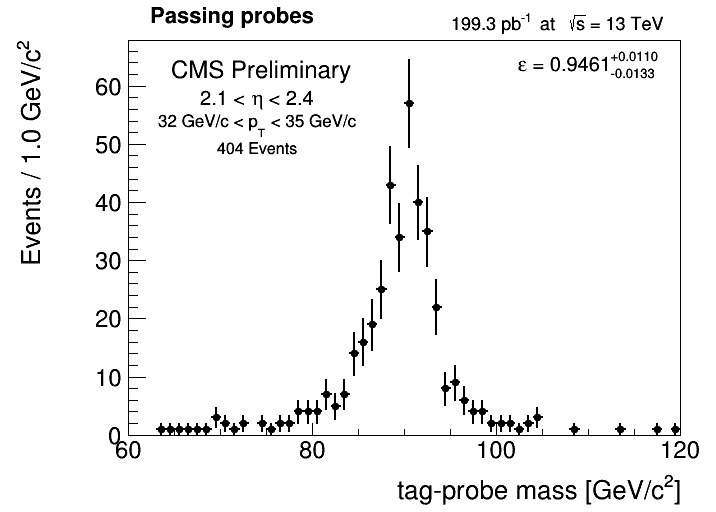 Passing probes
199.3 pb⁻¹ at √s = 13 TeV
CMS Preliminary
ε = 0.9461 +0.0110 -0.0133
2.1 < η < 2.4
32 GeV/c < p_T < 35 GeV/c
404 Events
Events / 1.0 GeV/c²
60
50
40
30
20
10
0
60 80 100 120
tag-probe mass [GeV/c²]